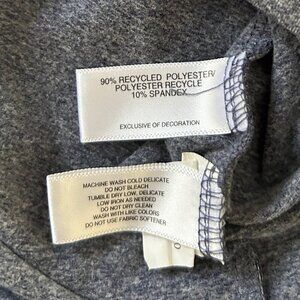 90% RECYCLED POLYESTER/
POLYESTER RECYCLE
10% SPANDEX
EXCLUSIVE OF DECORATION
MACHINE WASH COLD DELICATE
DO NOT BLEACH
TUMBLE DRY LOW, DELICATE
LOW IRON AS NEEDED
DO NOT DRY CLEAN
WASH WITH LIKE COLORS
DO NOT USE FABRIC SOFTENER